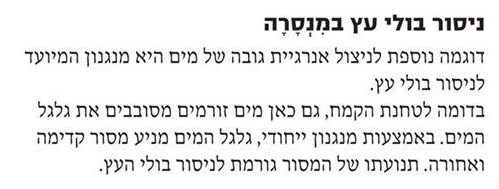 ניסור בולי עץ במִנְסָרָה
דוגמה נוספת לניצול אנרגיית גובה של מים היא מנגנון המיועד
לניסור בולי עץ.
בדומה לטחנת הקמח, גם כאן מים זורמים מסובבים את גלגל
המים. באמצעות מנגנון ייחודי, גלגל המים מניע מסור קדימה
ואחורה. תנועתו של המסור גורמת לניסור בולי העץ.